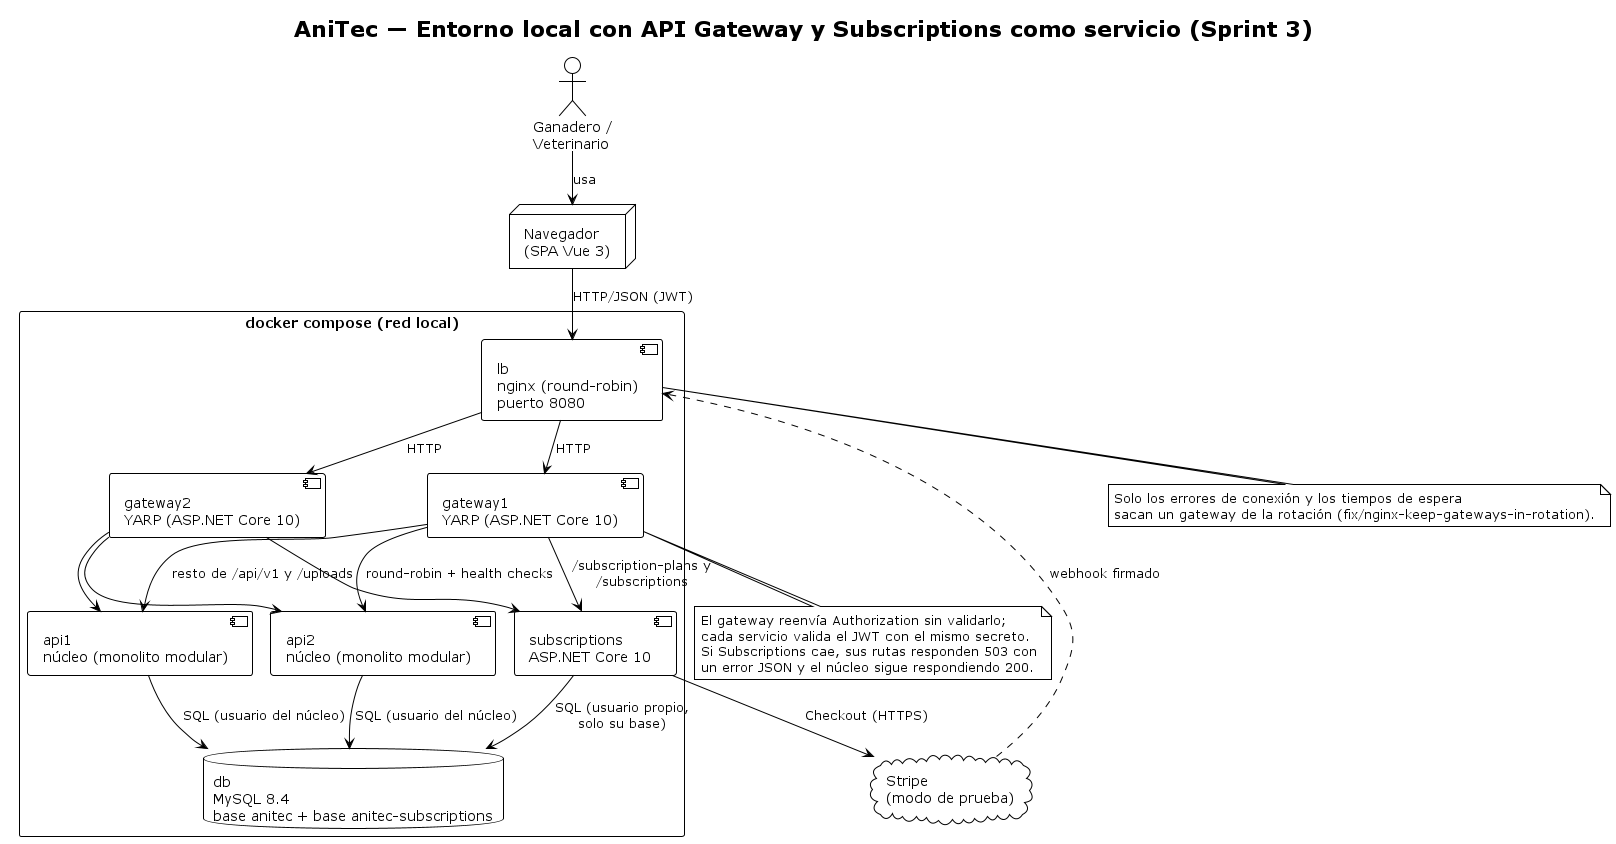 AniTec — Entorno local con API Gateway y Subscriptions como servicio (Sprint 3)
Ganadero /
Veterinario
usa
Navegador
(SPA Vue 3)
HTTP/JSON (JWT)
docker compose (red local)
lb
nginx (round-robin)
puerto 8080
HTTP
HTTP
gateway2
YARP (ASP.NET Core 10)
gateway1
YARP (ASP.NET Core 10)
Solo los errores de conexión y los tiempos de espera
sacan un gateway de la rotación (fix/nginx-keep-gateways-in-rotation).
resto de /api/v1 y /uploads
round-robin + health checks
/subscription-plans y
/subscriptions
webhook firmado
api1
núcleo (monolito modular)
api2
núcleo (monolito modular)
subscriptions
ASP.NET Core 10
El gateway reenvía Authorization sin validarlo;
cada servicio valida el JWT con el mismo secreto.
Si Subscriptions cae, sus rutas responden 503 con
un error JSON y el núcleo sigue respondiendo 200.
SQL (usuario del núcleo)
SQL (usuario del núcleo)
SQL (usuario propio,
solo su base)
Checkout (HTTPS)
db
MySQL 8.4
base anitec + base anitec-subscriptions
Stripe
(modo de prueba)